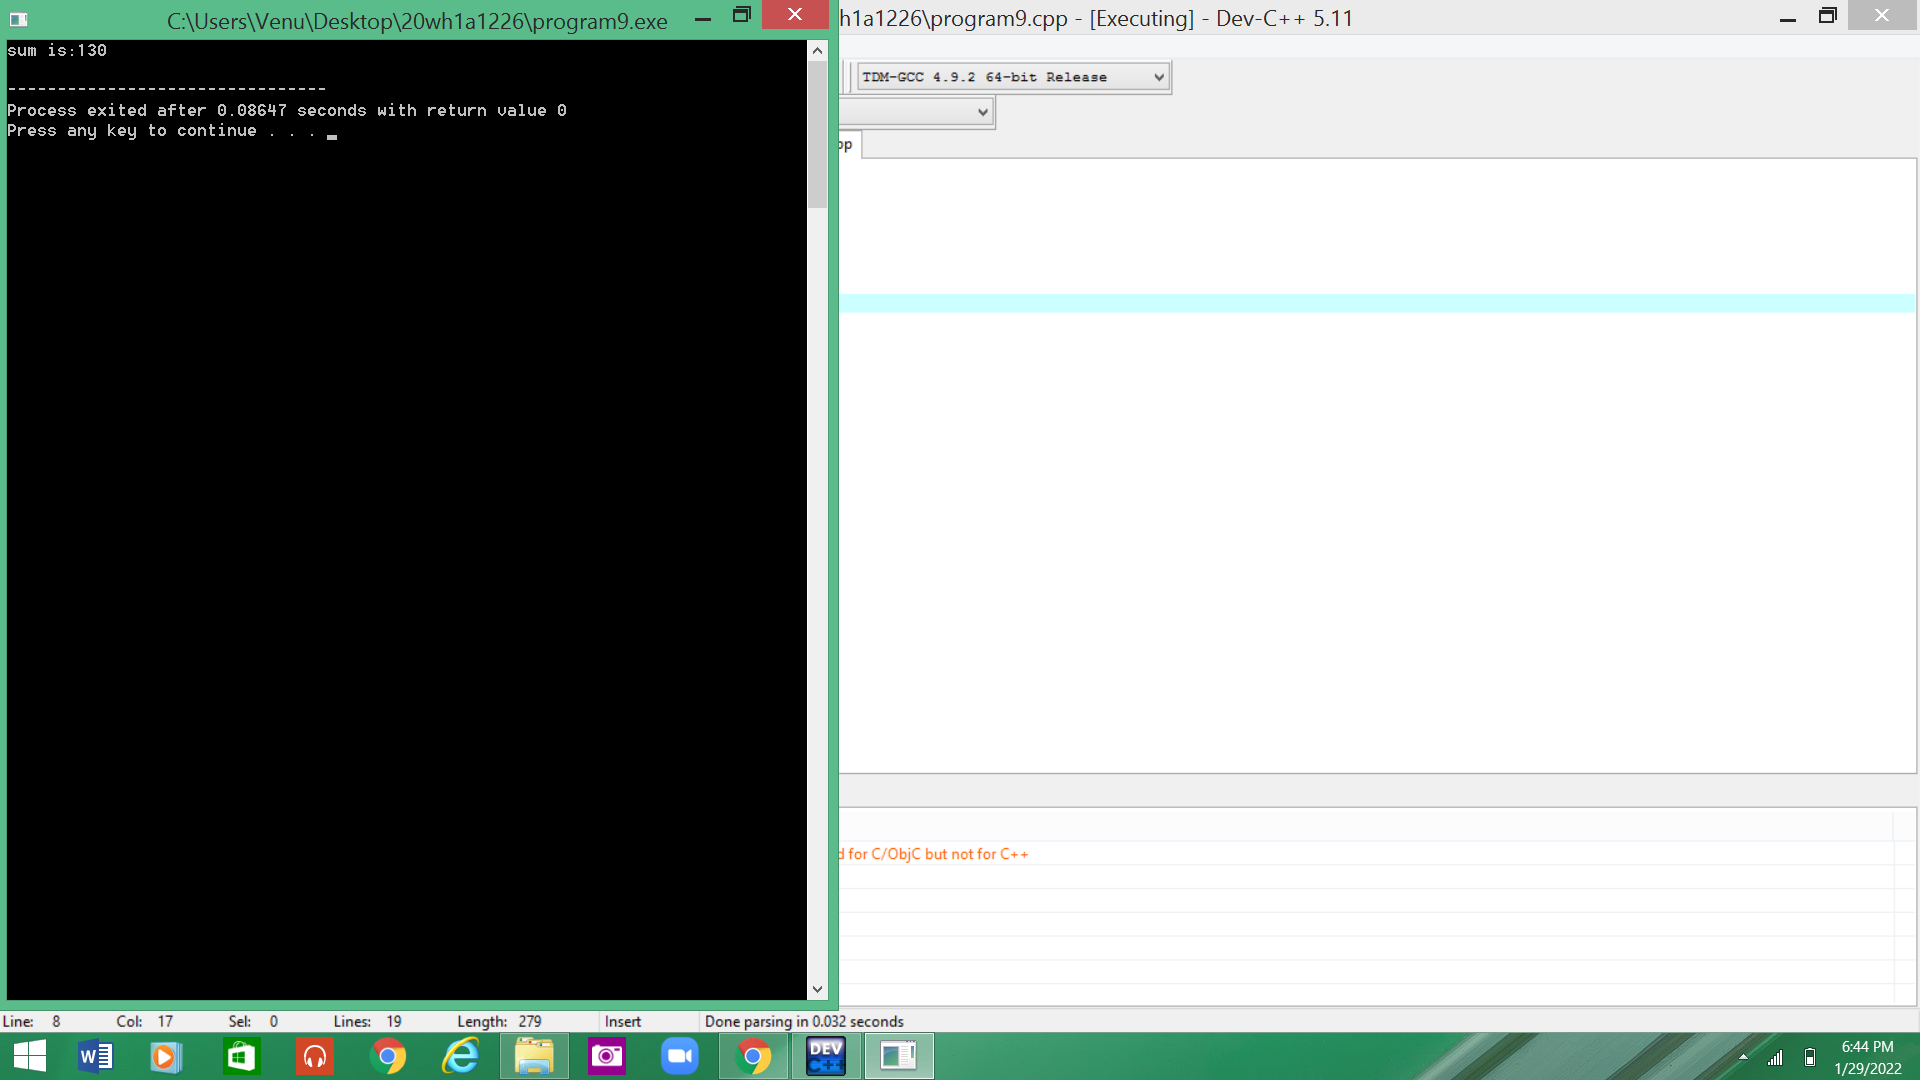 C:\Users\Venu\Desktop\20wh1a1226\program9.exe
h1a1226\program9.cpp - [Executing] - Dev-C++ 5.11
sum is:130
--------------------------------
Process exited after 0.08647 seconds with return value 0
Press any key to continue . . .
TDM-GCC 4.9.2 64-bit Release
pp
d for C/ObjC but not for C++
Line: 8 Col: 17 Sel: 0 Lines: 19 Length: 279 Insert Done parsing in 0.032 seconds
DEV
C++
6:44 PM
1/29/2022